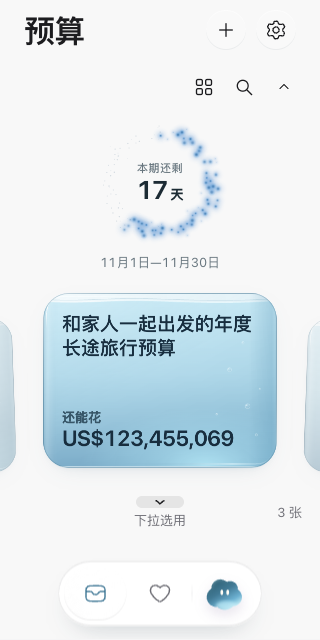 预算
本期还剩
17 天
11月1日—11月30日
和家人一起出发的年度
长途旅行预算
还能花
US$123,455,069
下拉选用
3 张